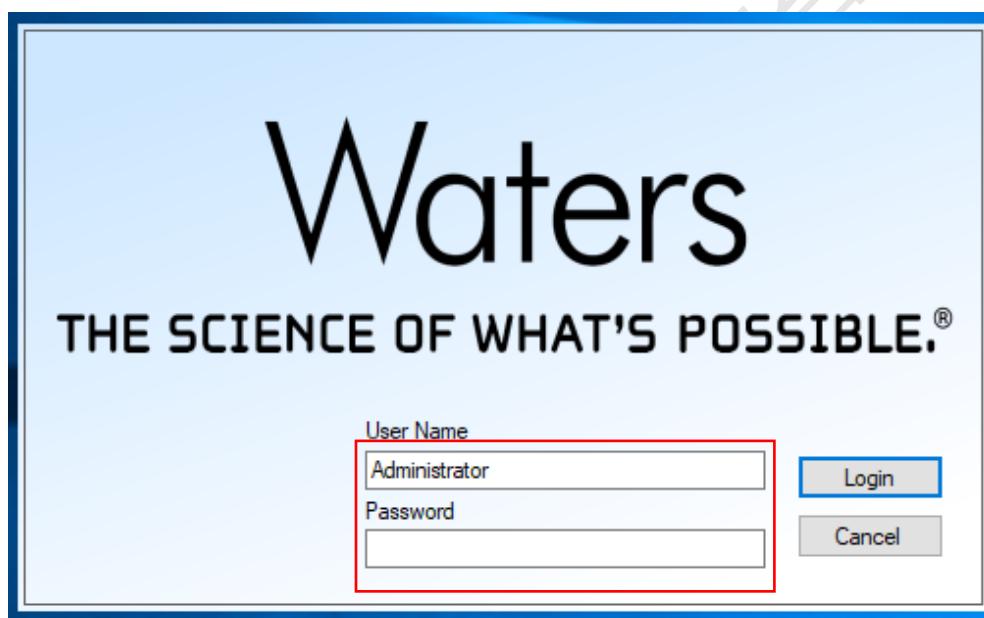 Waters
THE SCIENCE OF WHAT'S POSSIBLE.®
User Name
Administrator
Login
Password
Cancel